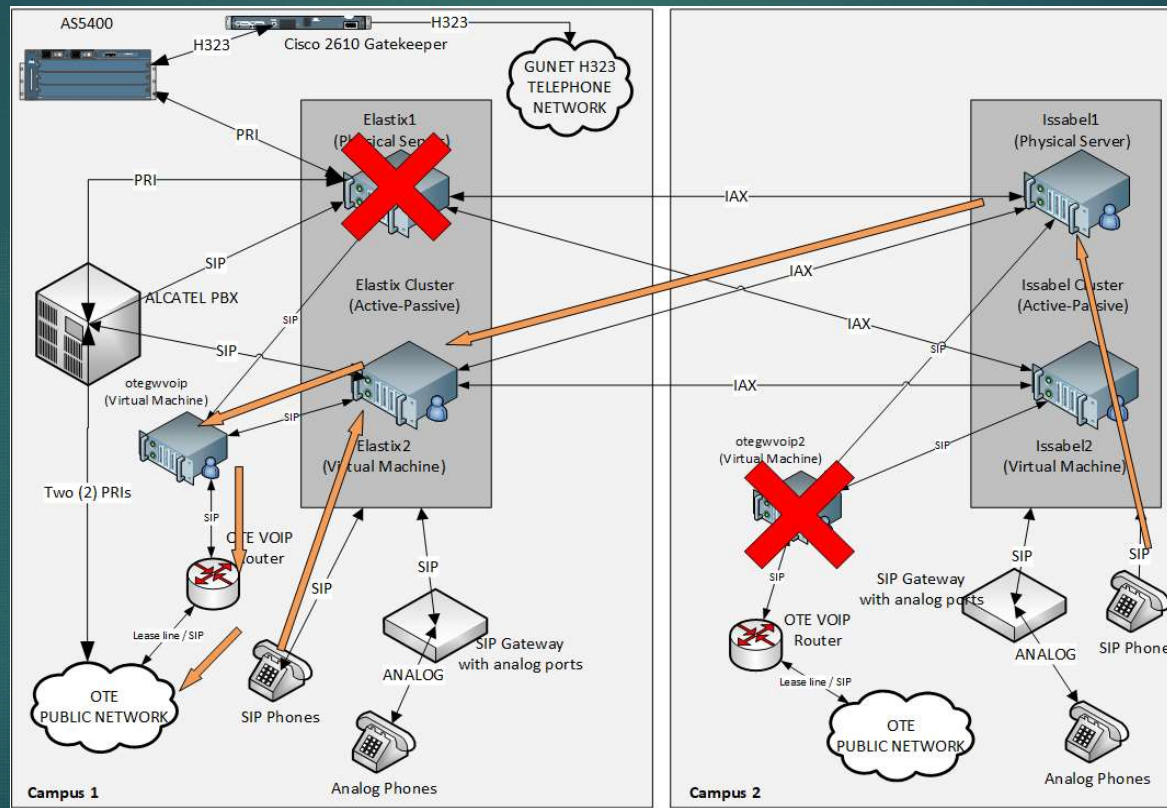 AS5400
H323
Cisco 2610 Gatekeeper
H323
GUNET H323
TELEPHONE
NETWORK
PRI
PRI
SIP
ALCATEL PBX
SIP
SIP
otegwvoip
(Virtual Machine)
SIP
Two (2) PRIs
SIP
OTE VOIP
Router
Lease line / SIP
OTE
PUBLIC NETWORK
Elastix1
(Physical Server)
Elastix Cluster
(Active-Passive)
Elastix2
(Virtual Machine)
SIP
SIP
SIP Gateway
with analog ports
ANALOG
SIP Phones
Analog Phones
Campus 1
IAX
IAX
IAX
IAX
Issabel1
(Physical Server)
Issabel Cluster
(Active-Passive)
Issabel2
(Virtual Machine)
SIP
SIP
otegwvoip2
(Virtual Machine)
SIP
OTE VOIP
Router
Lease line / SIP
OTE
PUBLIC NETWORK
SIP
SIP
SIP Gateway
with analog ports
ANALOG
SIP Phone
Analog Phones
Campus 2